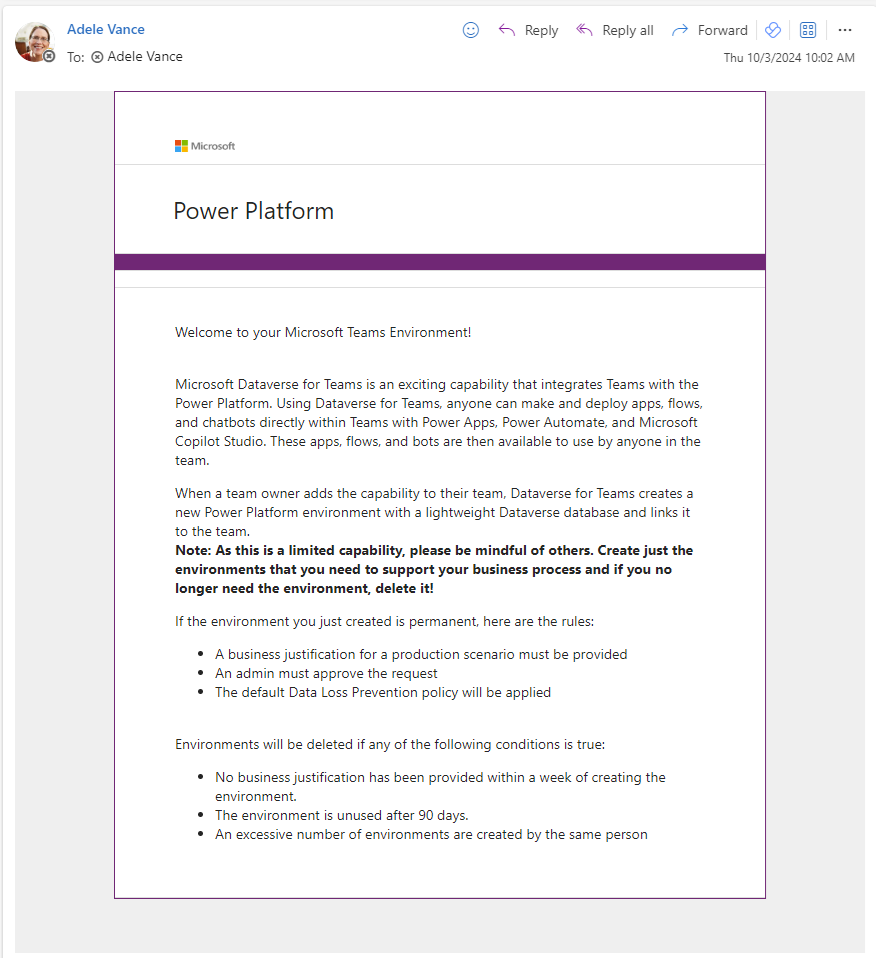 Adele Vance
Reply
Reply all
Forward
To: Adele Vance
Thu 10/3/2024 10:02 AM
Microsoft
Power Platform
Welcome to your Microsoft Teams Environment!
Microsoft Dataverse for Teams is an exciting capability that integrates Teams with the
Power Platform. Using Dataverse for Teams, anyone can make and deploy apps, flows,
and chatbots directly within Teams with Power Apps, Power Automate, and Microsoft
Copilot Studio. These apps, flows, and bots are then available to use by anyone in the
team.
When a team owner adds the capability to their team, Dataverse for Teams creates a
new Power Platform environment with a lightweight Dataverse database and links it
to the team.
Note: As this is a limited capability, please be mindful of others. Create just the
environments that you need to support your business process and if you no
longer need the environment, delete it!
If the environment you just created is permanent, here are the rules:
• A business justification for a production scenario must be provided
• An admin must approve the request
• The default Data Loss Prevention policy will be applied
Environments will be deleted if any of the following conditions is true:
• No business justification has been provided within a week of creating the
environment.
• The environment is unused after 90 days.
• An excessive number of environments are created by the same person